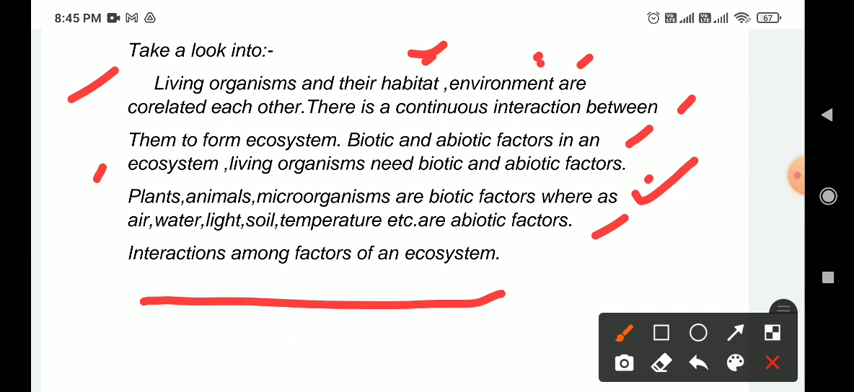 8:45 PM
67
Take a look into:-
Living organisms and their habitat ,environment are
corelated each other.There is a continuous interaction between
Them to form ecosystem. Biotic and abiotic factors in an
ecosystem ,living organisms need biotic and abiotic factors.
Plants,animals,microorganisms are biotic factors where as
air,water,light,soil,temperature etc.are abiotic factors.
Interactions among factors of an ecosystem.